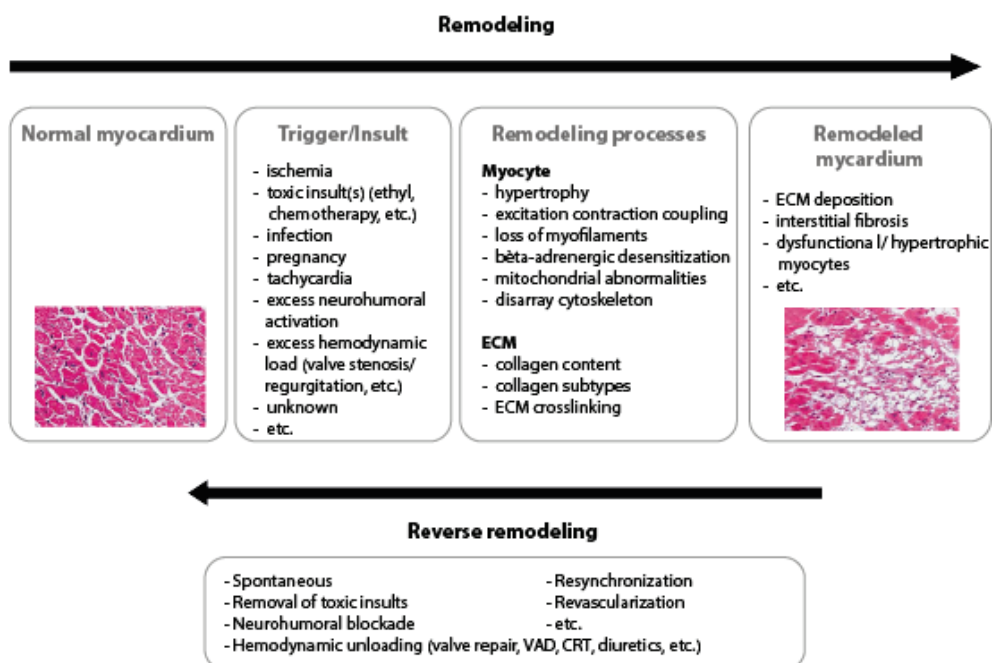 Remodeling
Normal myocardium
Trigger/Insult
- ischemia
- toxic insult(s) (ethyl,
chemotherapy, etc.)
- infection
- pregnancy
- tachycardia
- excess neurohumoral
activation
- excess hemodynamic
load (valve stenosis/
regurgitation, etc.)
- unknown
- etc.
Remodeling processes
Myocyte
- hypertrophy
- excitation contraction coupling
- loss of myofilaments
- bèta-adrenergic desensitization
- mitochondrial abnormalities
- disarray cytoskeleton
ECM
- collagen content
- collagen subtypes
- ECM crosslinking
Remodeled
mycardium
- ECM deposition
- interstitial fibrosis
- dysfunctional/ hypertrophic
myocytes
- etc.
Reverse remodeling
- Spontaneous
- Removal of toxic insults
- Neurohumoral blockade
- Hemodynamic unloading (valve repair, VAD, CRT, diuretics, etc.)
- Resynchronization
- Revascularization
- etc.